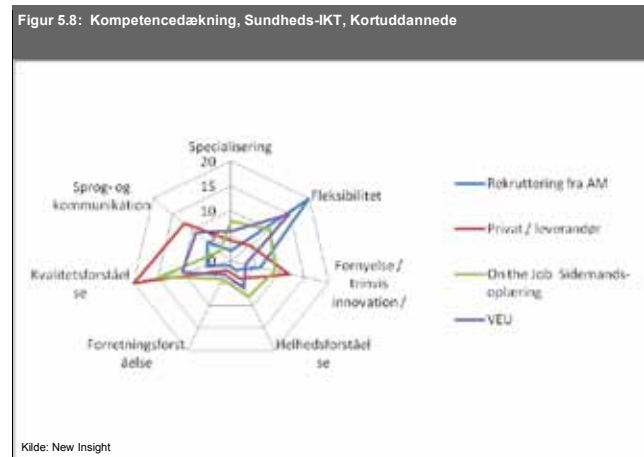 Figur 5.8: Kompetencedækning, Sundheds-IKT, Kortuddannede
Specialisering
20
15
10
Sprog- og
kommunikation
Fleksibilitet
Kvalitetsforståel
se
Fornyelse /
trinvis
innovation /
Forretningsforst
åelse
Helhedsforståel
se
Rekruttering fra AM
Privat / leverandør
On the Job Sidemands-
oplæring
VEU
Kilde: New Insight